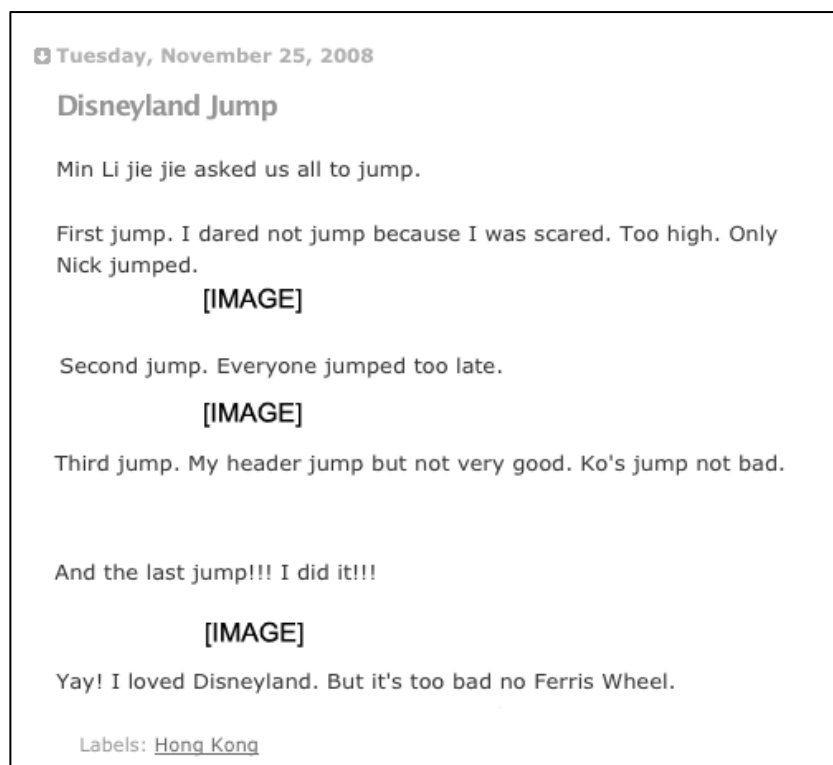 Tuesday, November 25, 2008
Disneyland Jump
Min Li jie jie asked us all to jump.
First jump. I dared not jump because I was scared. Too high. Only
Nick jumped.
[IMAGE]
Second jump. Everyone jumped too late.
[IMAGE]
Third jump. My header jump but not very good. Ko's jump not bad.
And the last jump!!! I did it!!!
[IMAGE]
Yay! I loved Disneyland. But it's too bad no Ferris Wheel.
Labels: Hong Kong